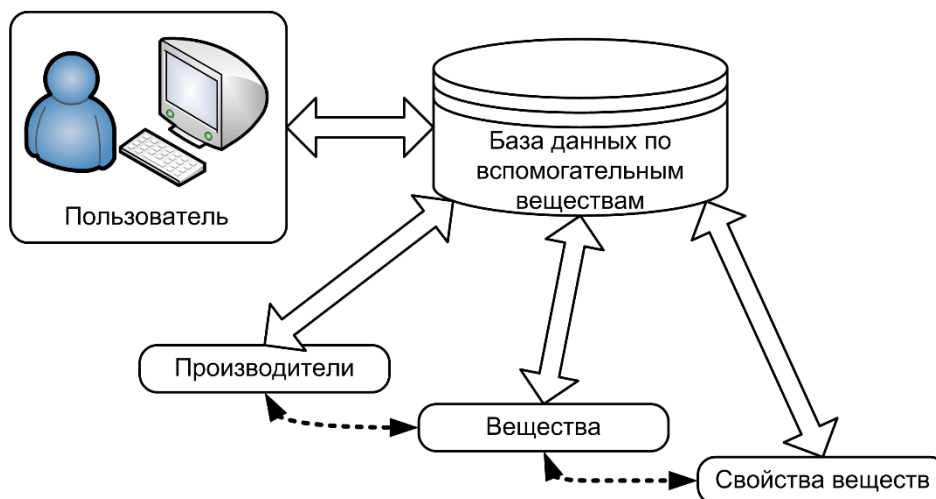 Пользователь
База данных по
вспомогательным
веществам
Производители
Вещества
Свойства веществ